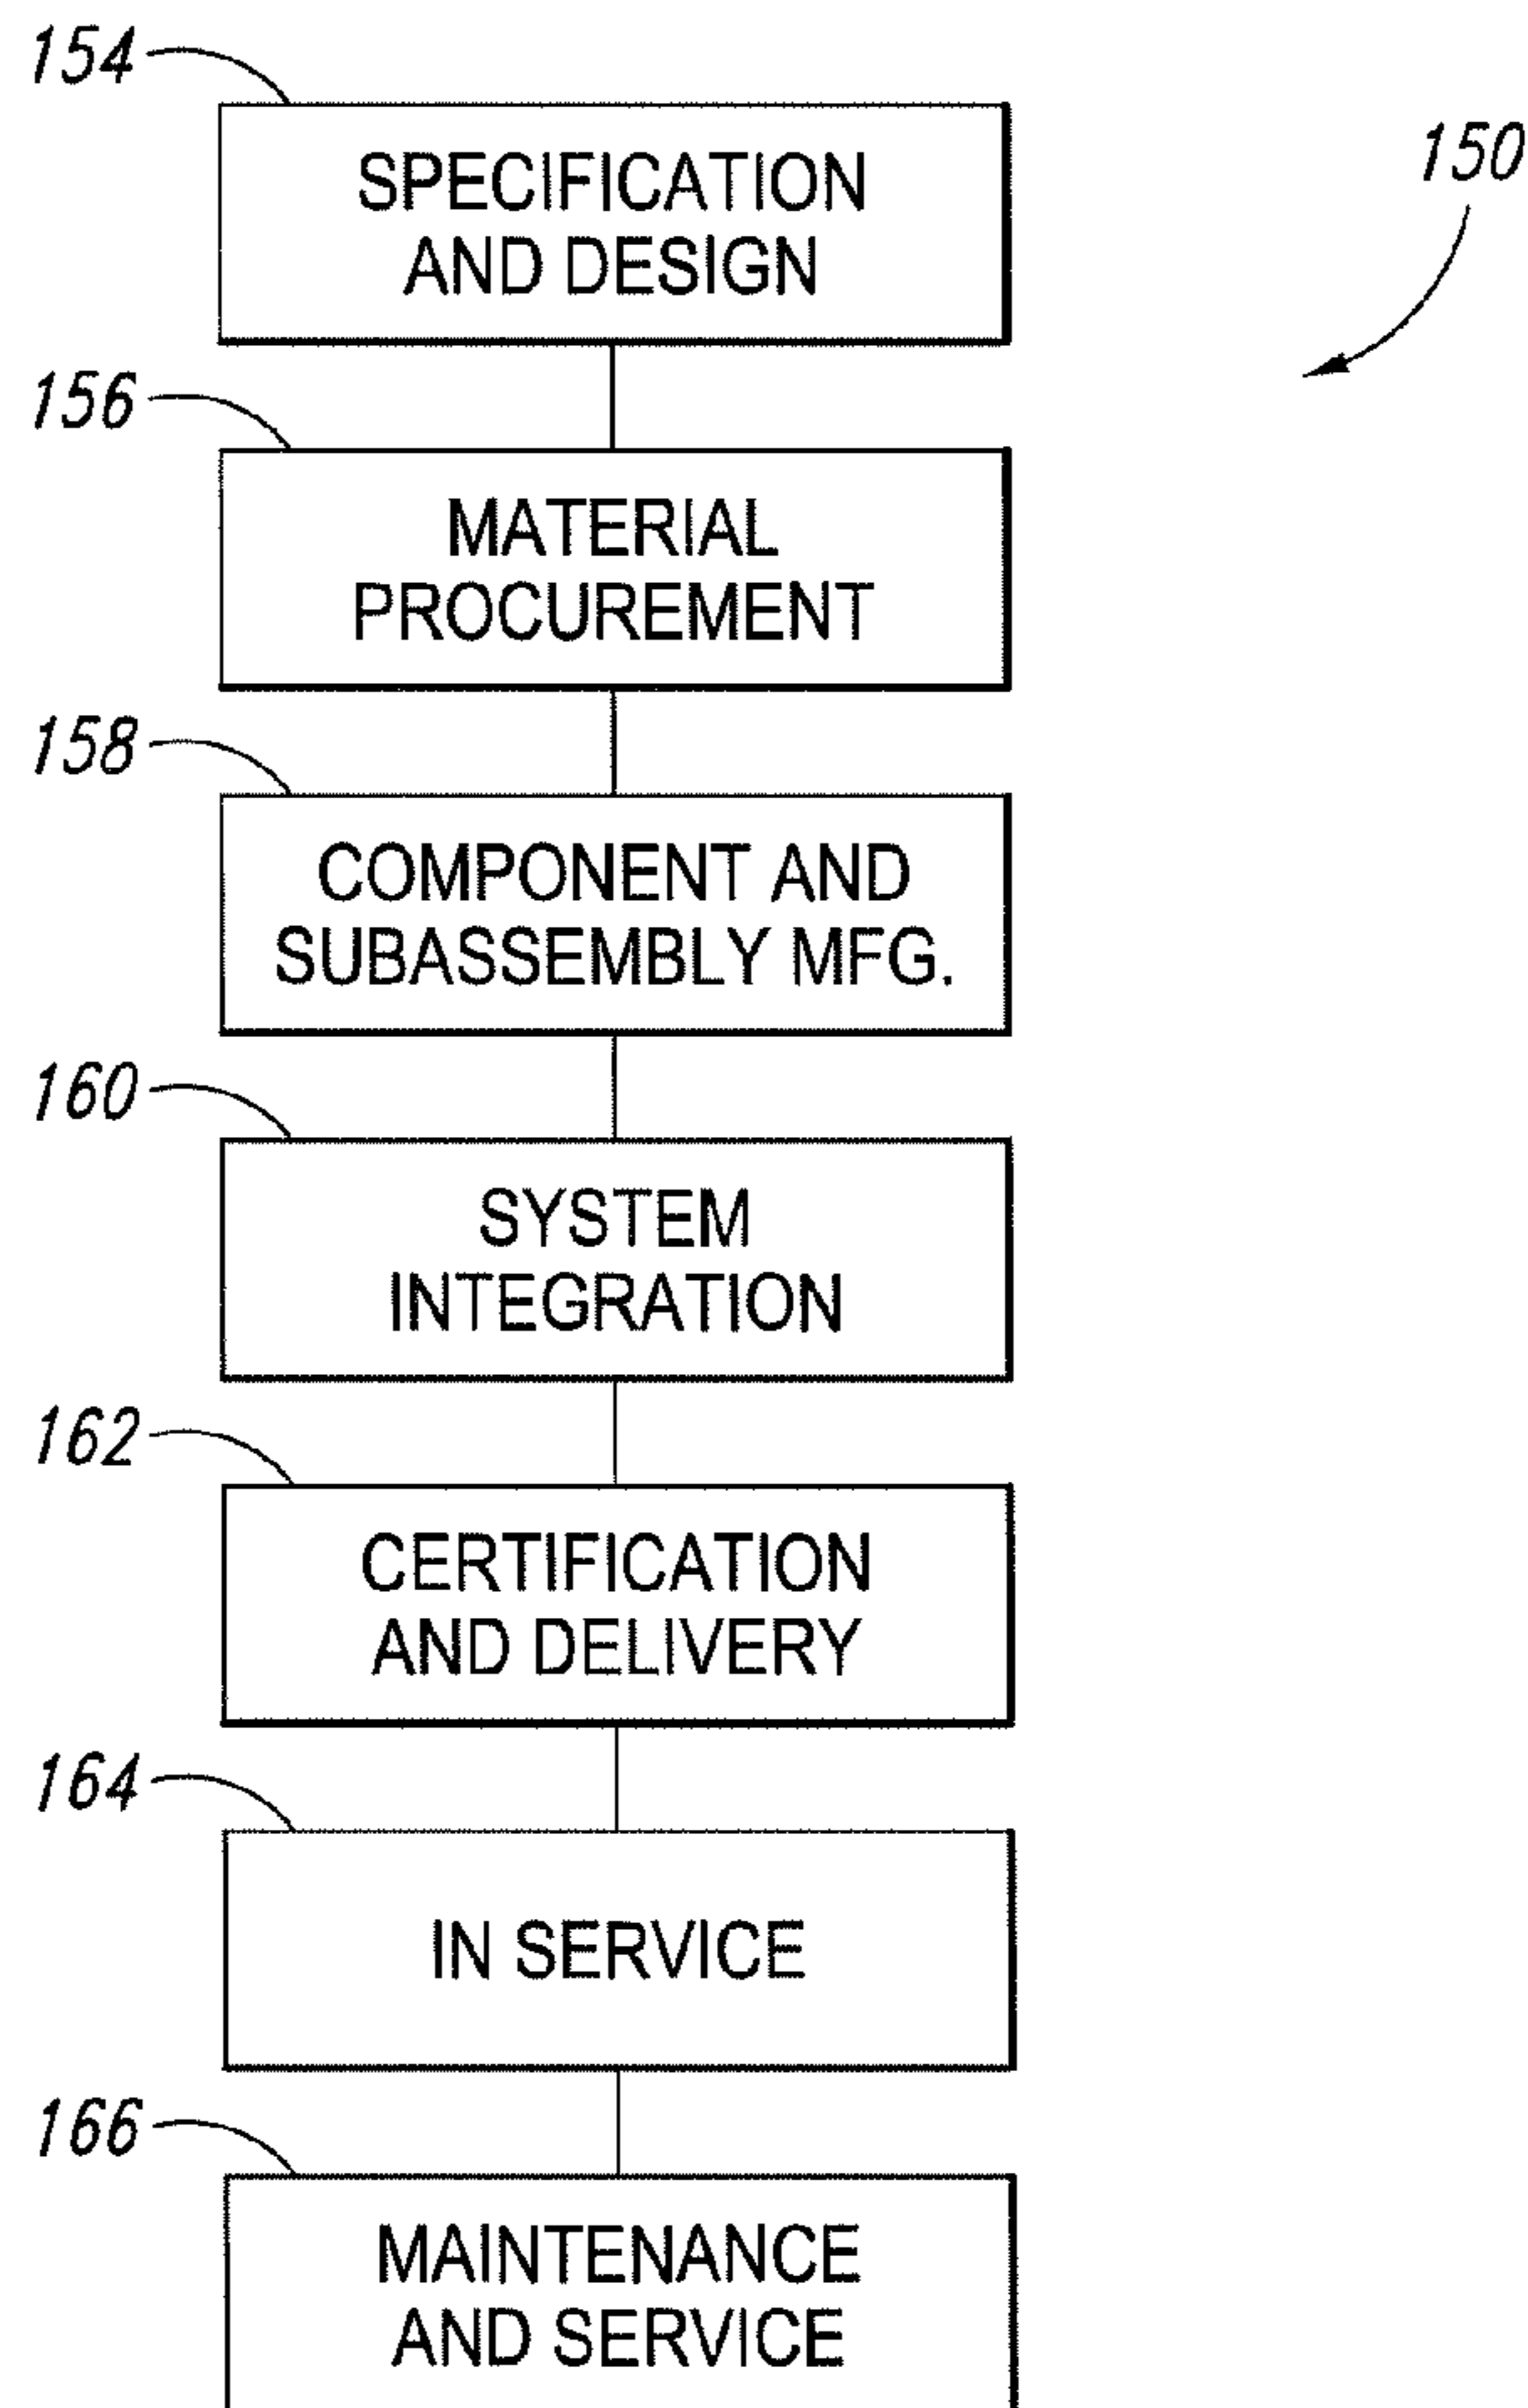 154
SPECIFICATION
AND DESIGN
150
156
MATERIAL
PROCUREMENT
158
COMPONENT AND
SUBASSEMBLY MFG.
160
SYSTEM
INTEGRATION
162
CERTIFICATION
AND DELIVERY
164
IN SERVICE
166
MAINTENANCE
AND SERVICE